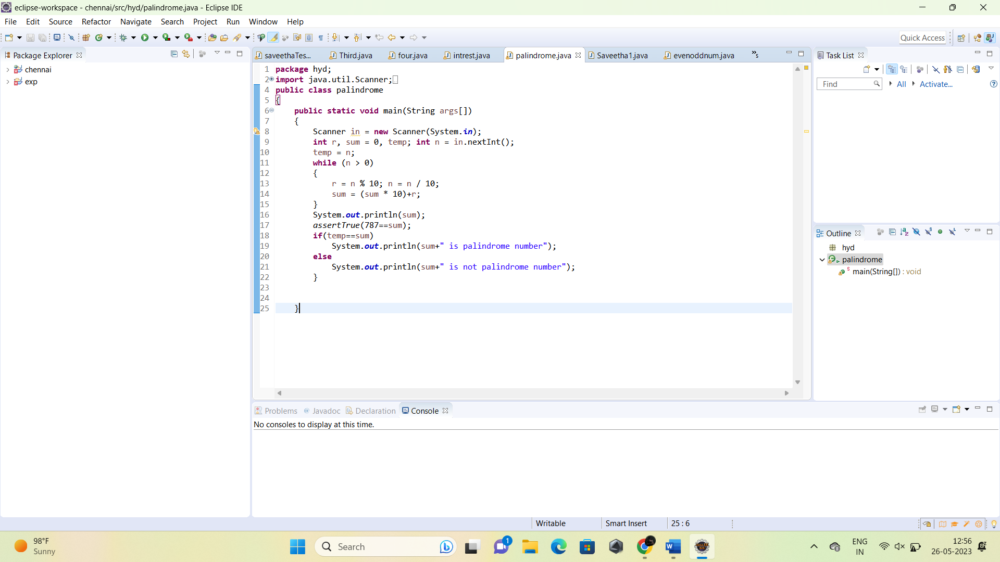 eclipse-workspace - chennai/src/hyd/palindrome.java - Eclipse IDE
File Edit Source Refactor Navigate Search Project Run Window Help
Quick Access
Package Explorer
chennai
exp
saveethaTes... Third.java four.java intrest.java palindrome.java Saveetha1.java evenoddnum.java »5
1 package hyd;
2 import java.util.Scanner;
4 public class palindrome
5 {
6 public static void main(String args[])
7 {
8 Scanner in = new Scanner(System.in);
9 int r, sum = 0, temp; int n = in.nextInt();
10 temp = n;
11 while (n > 0)
12 {
13 r = n % 10; n = n / 10;
14 sum = (sum * 10)+r;
15 }
16 System.out.println(sum);
17 assertTrue(787==sum);
18 if(temp==sum)
19 System.out.println(sum+" is palindrome number");
20 else
21 System.out.println(sum+" is not palindrome number");
22 }
23
24
25 }
Task List
Find All Activate...
Outline
hyd
palindrome
main(String[]) : void
Problems @ Javadoc Declaration Console
No consoles to display at this time.
Writable Smart Insert 25 : 6
98°F
Sunny
Search
1
ENG
IN
12:56
26-05-2023